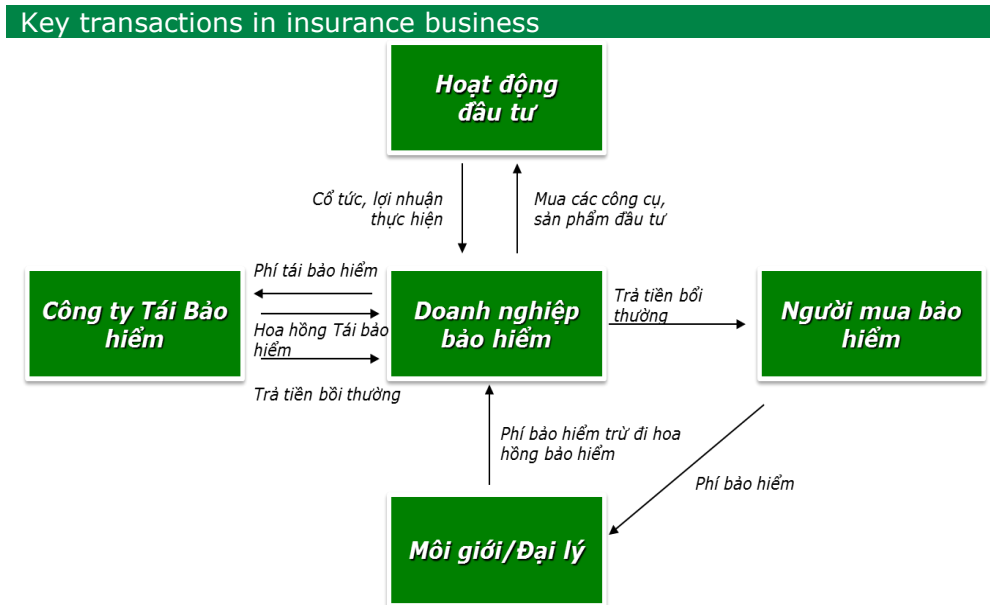 Key transactions in insurance business
Hoạt động
đầu tư
Cổ tức, lợi nhuận
thực hiện
Mua các công cụ,
sản phẩm đầu tư
Phí tái bảo hiểm
Công ty Tái Bảo
hiểm
Hoa hồng Tái bảo
hiểm
Trả tiền bồi thường
Doanh nghiệp
bảo hiểm
Trả tiền bổi
thường
Người mua bảo
hiểm
Phí bảo hiểm trừ đi hoa
hồng bảo hiểm
Phí bảo hiểm
Môi giới/Đại lý